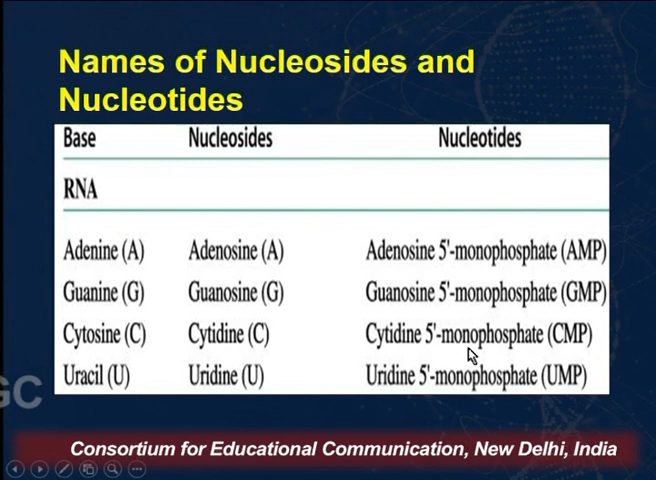 Names of Nucleosides and
Nucleotides
Base Nucleosides Nucleotides
RNA
Adenine (A) Adenosine (A) Adenosine 5'-monophosphate (AMP)
Guanine (G) Guanosine (G) Guanosine 5'-monophosphate (GMP)
Cytosine (C) Cytidine (C) Cytidine 5'-monophosphate (CMP)
Uracil (U) Uridine (U) Uridine 5'-monophosphate (UMP)
GC
Consortium for Educational Communication, New Delhi, India